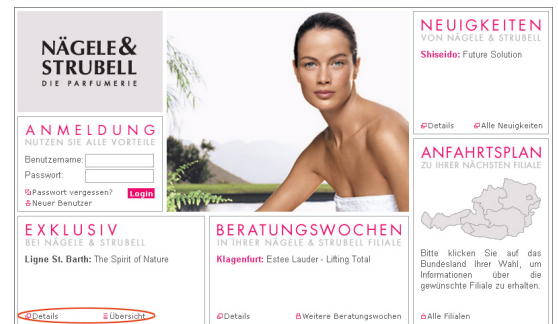 NÄGELE &
STRUBELL
DIE PARFUMERIE
ANMELDUNG
NUTZEN SIE ALLE VORTEILE
Benutzername:
Passwort:
Passwort vergessen? Login
Neuer Benutzer
NEUIGKEITEN
VON NÄGELE & STRUBELL
Shiseido: Future Solution
Details Alle Neuigkeiten
ANFAHRTSPLAN
ZU IHRER NÄCHSTEN FILIALE
Bitte klicken Sie auf das
Bundesland Ihrer Wahl, um
Informationen über die
gewünschte Filiale zu erhalten.
Alle Filialen
EXKLUSIV
BEI NÄGELE & STRUBELL
Ligne St. Barth: The Spirit of Nature
Details Übersicht
BERATUNGSWOCHEN
IN IHRER NÄGELE & STRUBELL FILIALE
Klagenfurt: Estee Lauder - Lifting Total
Details Weitere Beratungswochen